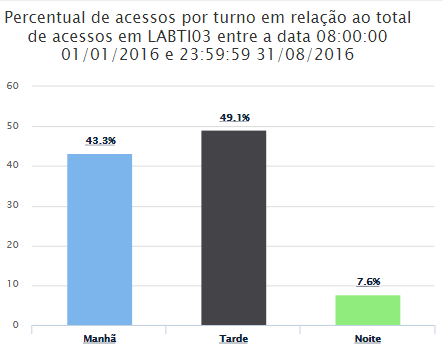 Percentual de acessos por turno em relação ao total
de acessos em LABTI03 entre a data 08:00:00
01/01/2016 e 23:59:59 31/08/2016
60
50
40
30
20
10
0
43.3%
49.1%
7.6%
Manhã
Tarde
Noite